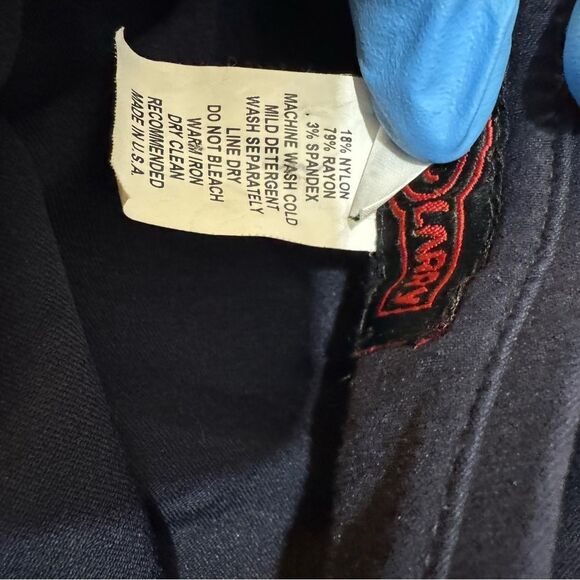 18% NYLON
79% RAYON
, 3% SPANDEX
MACHINE WASH COLD
MILD DETERGENT
WASH SEPARATELY
LINE DRY
DO NOT BLEACH
WARM IRON
DRY CLEAN
RECOMMENDED
MADE IN U.S.A.
LARRY